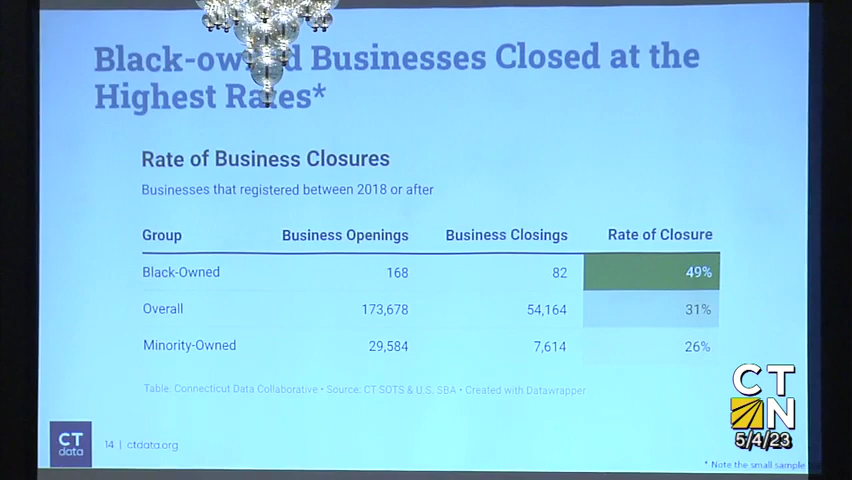 Black-owned Businesses Closed at the
Highest Rates*
Rate of Business Closures
Businesses that registered between 2018 or after
Group Business Openings Business Closings Rate of Closure
Black-Owned 168 82 49%
Overall 173,678 54,164 31%
Minority-Owned 29,584 7,614 26%
Table: Connecticut Data Collaborative • Source: CT SOTS & U.S. SBA • Created with Datawrapper
CT
data
14 | ctdata.org
CT
N
5/4/23
* Note the small sample